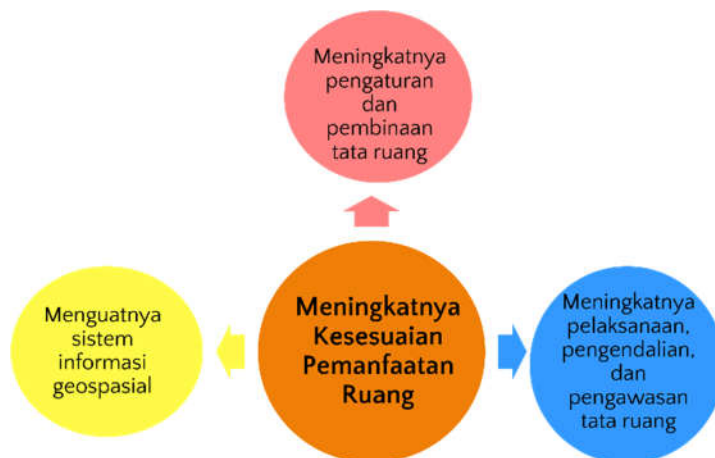 Meningkatnya
pengaturan
dan
pembinaan
tata ruang
Menguatnya
sistem
informasi
geospasial
Meningkatnya
Kesesuaian
Pemanfaatan
Ruang
Meningkatnya
pelaksanaan,
pengendalian,
dan
pengawasan
tata ruang